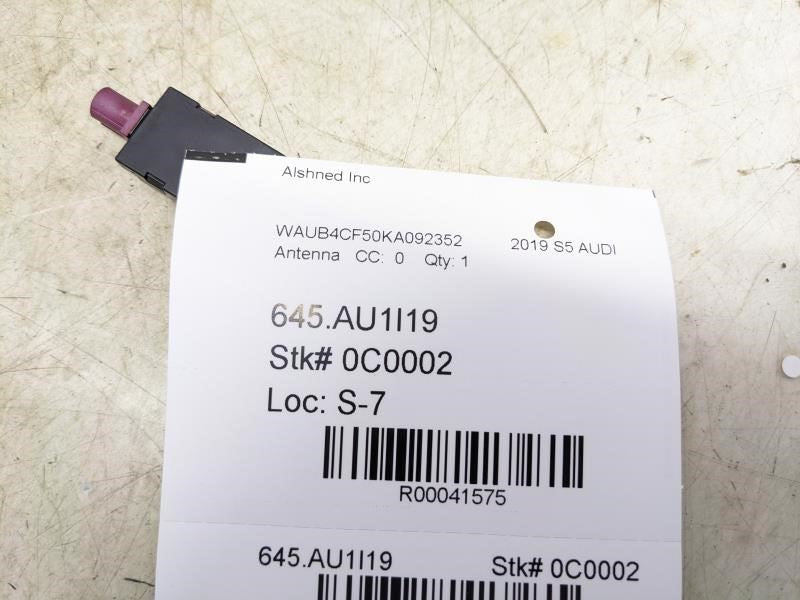 Alshned Inc
WAUB4CF50KA092352 2019 S5 AUDI
Antenna CC: 0 Qty: 1
645.AU1I19
Stk# 0C0002
Loc: S-7
R00041575
645.AU1I19 Stk# 0C0002